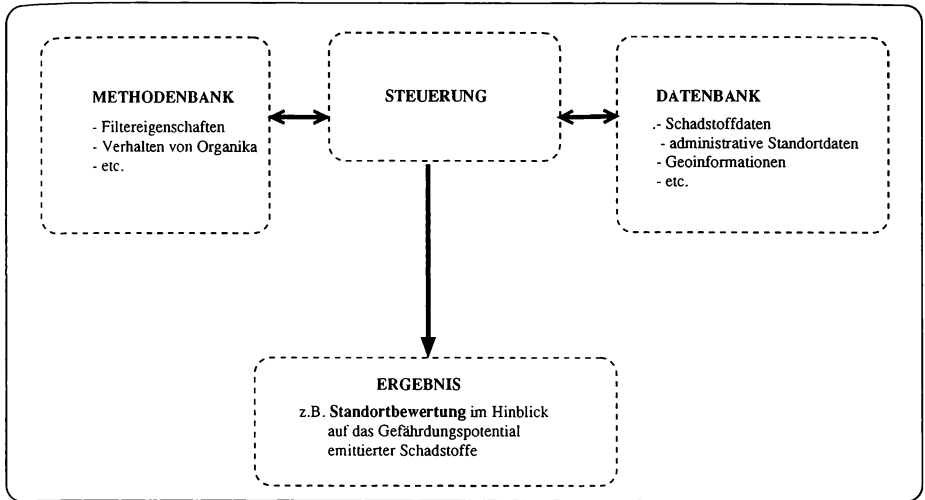 METHODENBANK
- Filtereigenschaften
- Verhalten von Organika
- etc.
STEUERUNG
DATENBANK
.- Schadstoffdaten
- administrative Standortdaten
- Geoinformationen
- etc.
ERGEBNIS
z.B. Standortbewertung im Hinblick
auf das Gefährdungspotential
emittierter Schadstoffe